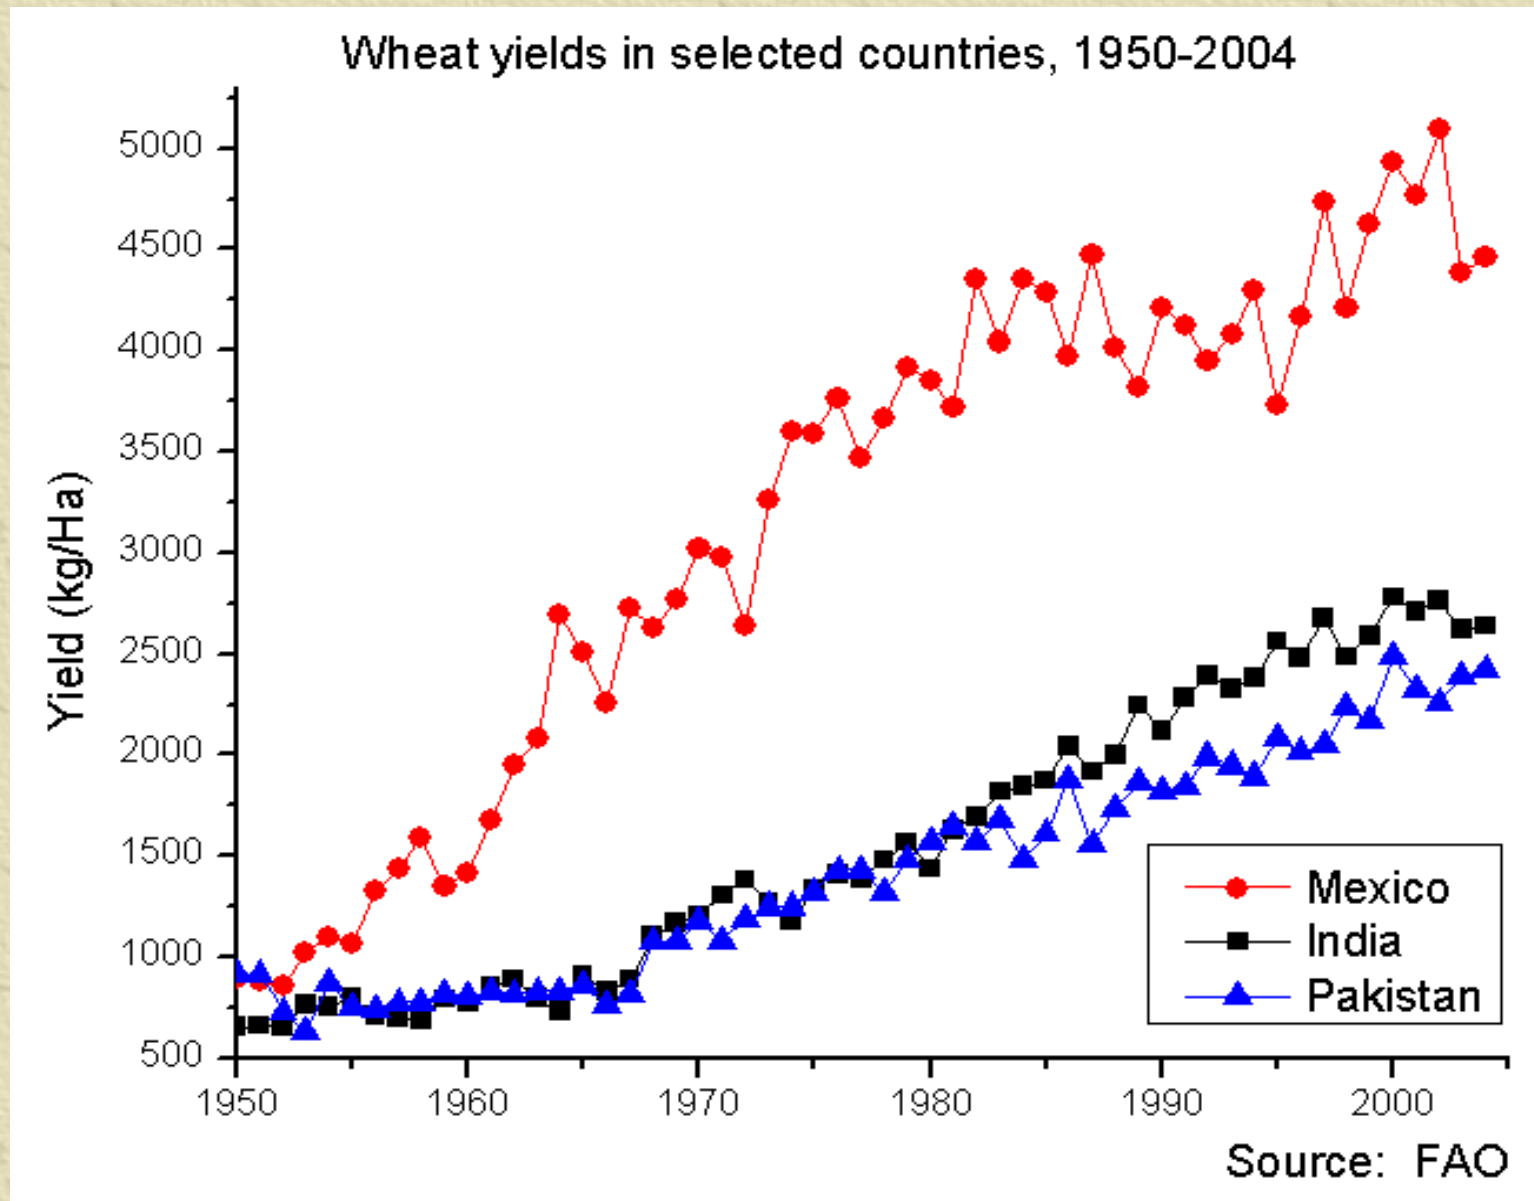 Wheat yields in selected countries, 1950-2004
5000
4500
4000
3500
3000
2500
2000
1500
1000
500
Yield (kg/Ha)
Mexico
India
Pakistan
1950 1960 1970 1980 1990 2000
Source: FAO